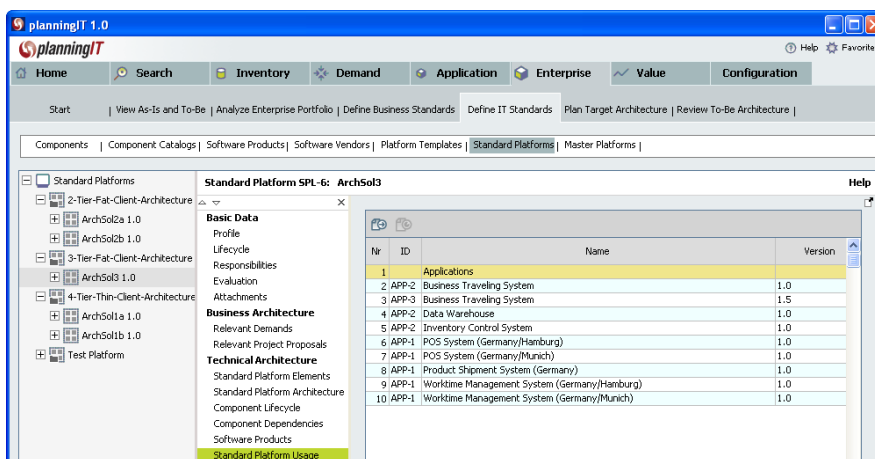 planningIT 1.0
planningIT
Help Favorite
Home Search Inventory Demand Application Enterprise Value Configuration
Start | View As-Is and To-Be | Analyze Enterprise Portfolio | Define Business Standards Define IT Standards Plan Target Architecture | Review To-Be Architecture |
Components | Component Catalogs | Software Products | Software Vendors | Platform Templates | Standard Platforms | Master Platforms |
Standard Platforms
2-Tier-Fat-Client-Architecture
ArchSol2a 1.0
ArchSol2b 1.0
3-Tier-Fat-Client-Architecture
ArchSol3 1.0
4-Tier-Thin-Client-Architecture
ArchSol1a 1.0
ArchSol1b 1.0
Test Platform
Standard Platform SPL-6: ArchSol3
Help
Basic Data
Profile
Lifecycle
Responsibilities
Evaluation
Attachments
Business Architecture
Relevant Demands
Relevant Project Proposals
Technical Architecture
Standard Platform Elements
Standard Platform Architecture
Component Lifecycle
Component Dependencies
Software Products
Standard Platform Usage
Nr ID Name Version
1 Applications
2 APP-2 Business Traveling System 1.0
3 APP-3 Business Traveling System 1.5
4 APP-2 Data Warehouse 1.0
5 APP-2 Inventory Control System 1.0
6 APP-1 POS System (Germany/Hamburg) 1.0
7 APP-1 POS System (Germany/Munich) 1.0
8 APP-1 Product Shipment System (Germany) 1.0
9 APP-1 Worktime Management System (Germany/Hamburg) 1.0
10 APP-1 Worktime Management System (Germany/Munich) 1.0